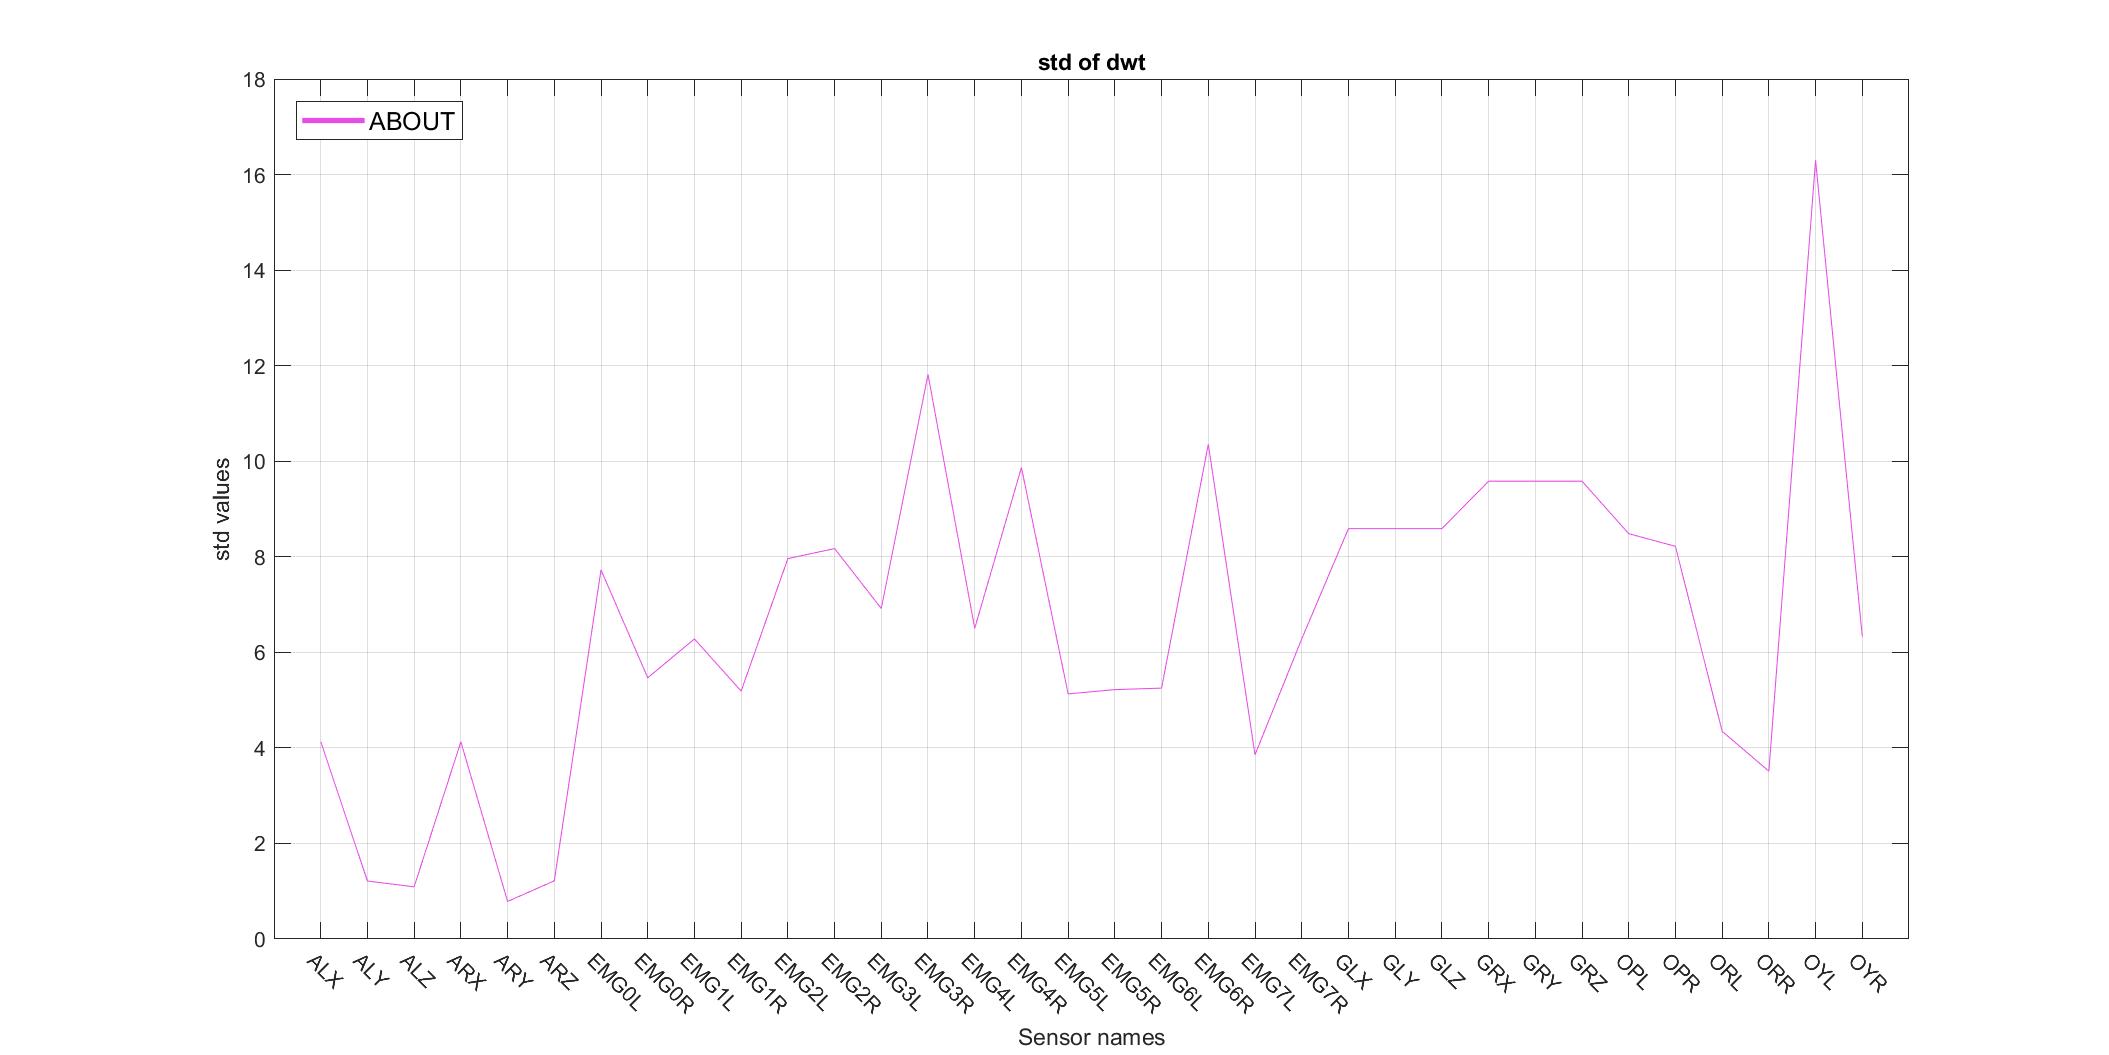 std of dwt
ABOUT
18
16
14
12
10
8
6
4
2
0
std values
ALX
ALY
ALZ
ARX
ARY
ARZ
EMG0L
EMG0R
EMG1L
EMG1R
EMG2L
EMG2R
EMG3L
EMG3R
EMG4L
EMG4R
EMG5L
EMG5R
EMG6L
EMG6R
EMG7L
EMG7R
GLX
GLY
GLZ
GRX
GRY
GRZ
OPL
OPR
ORL
ORR
OYL
OYR
Sensor names